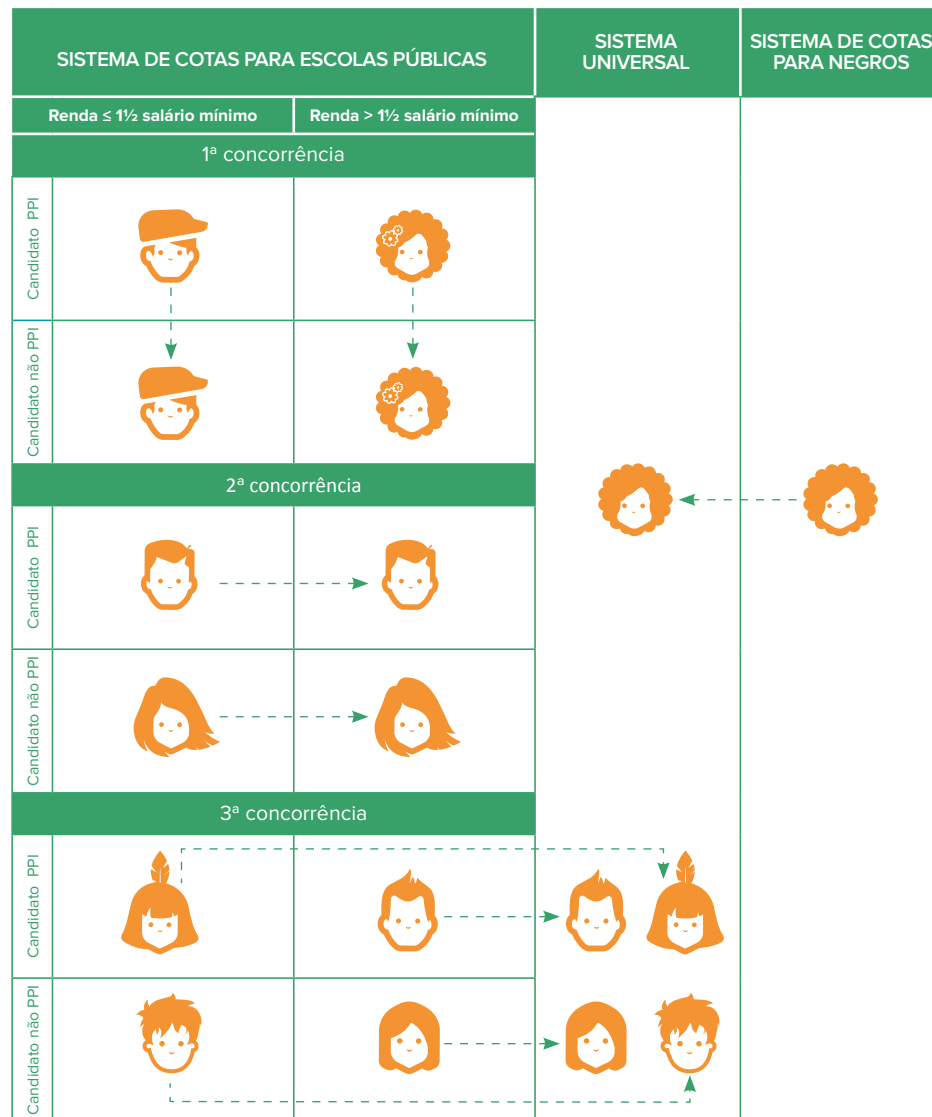 SISTEMA DE COTAS PARA ESCOLAS PÚBLICAS
SISTEMA
UNIVERSAL
SISTEMA DE COTAS
PARA NEGROS
Renda ≤ 1½ salário mínimo
Renda > 1½ salário mínimo
1ª concorrência
Candidato PPI
Candidato não PPI
2ª concorrência
Candidato PPI
Candidato não PPI
3ª concorrência
Candidato PPI
Candidato não PPI